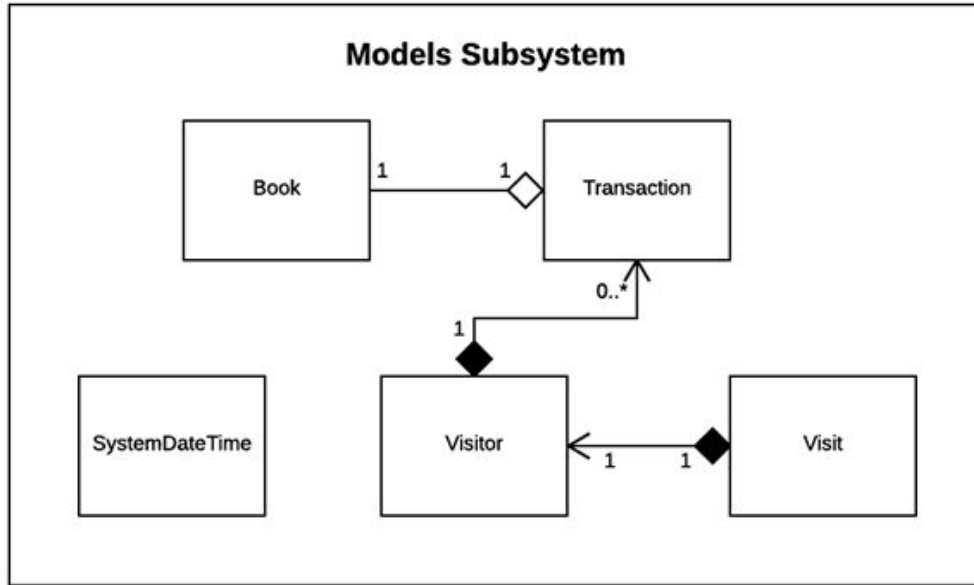 Models Subsystem
Book
1
1
Transaction
0..*
1
SystemDateTime
Visitor
1
1
Visit